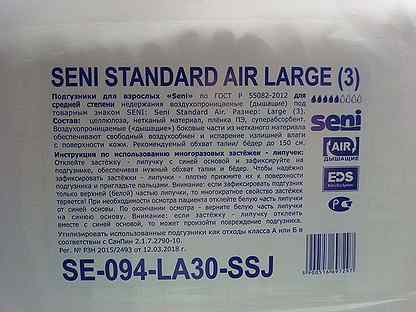 SENI STANDARD AIR LARGE (3)
Подгузники для взрослых «Seni» по ГОСТ Р 55082-2012 для
средней степени недержания воздухопроницаемые (дышащие) под
товарным знаком SENI: Seni Standard Air. Размер: Large (3).
Состав: целлюлоза, нетканый материал, плёнка ПЭ, суперабсорбент.
Воздухопроницаемые («дышащие») боковые части из нетканого материала
обеспечивают свободный воздухообмен и испарение излишней влаги
с поверхности кожи. Рекомендуемый обхват талии/ бёдер до 150 см.
Инструкция по использованию многоразовых застёжек - липучек:
Отклейте застёжку - липучку с синей основой и зафиксируйте на
подгузнике, обеспечивая нужный обхват талии и бёдер. Чтобы надёжно
зафиксировать застёжки - липучки - плотно прижмите их к поверхности
подгузника и пригладьте пальцами. Внимание: если зафиксировать подгузник
только верхней (белой) частью липучки, то многократное свойство застёжек
теряется! При необходимости осмотра пациента отклейте белую часть липучки
от синей основы. По окончании осмотра - верните белую часть липучки
на синюю основу. Внимание: если застёжку - липучку отклеить
вместе с синей основой, то может произойти повреждение подгузника.
Утилизировать использованные подгузники как отходы класса А или Б в
соответствии с СанПин 2.1.7.2790-10.
Рег. № РЗН 2015/2493 от 12.03.2018 г.
SE-094-LA30-SSJ
seni
AIR
ДЫШАЩИЕ
EDS